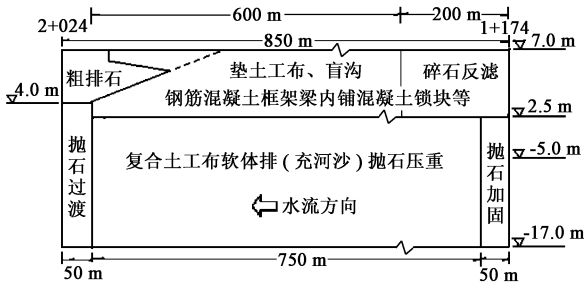 600 m
200 m
2+024
850 m
1+174
7.0 m
粗排石
垫土工布、盲沟
碎石反滤
4.0 m
钢筋混凝土框架梁内铺混凝土锁块等
2.5 m
抛石过渡
复合土工布软体排(充河沙)抛石压重
抛石加固
-5.0 m
水流方向
-17.0 m
50 m
750 m
50 m